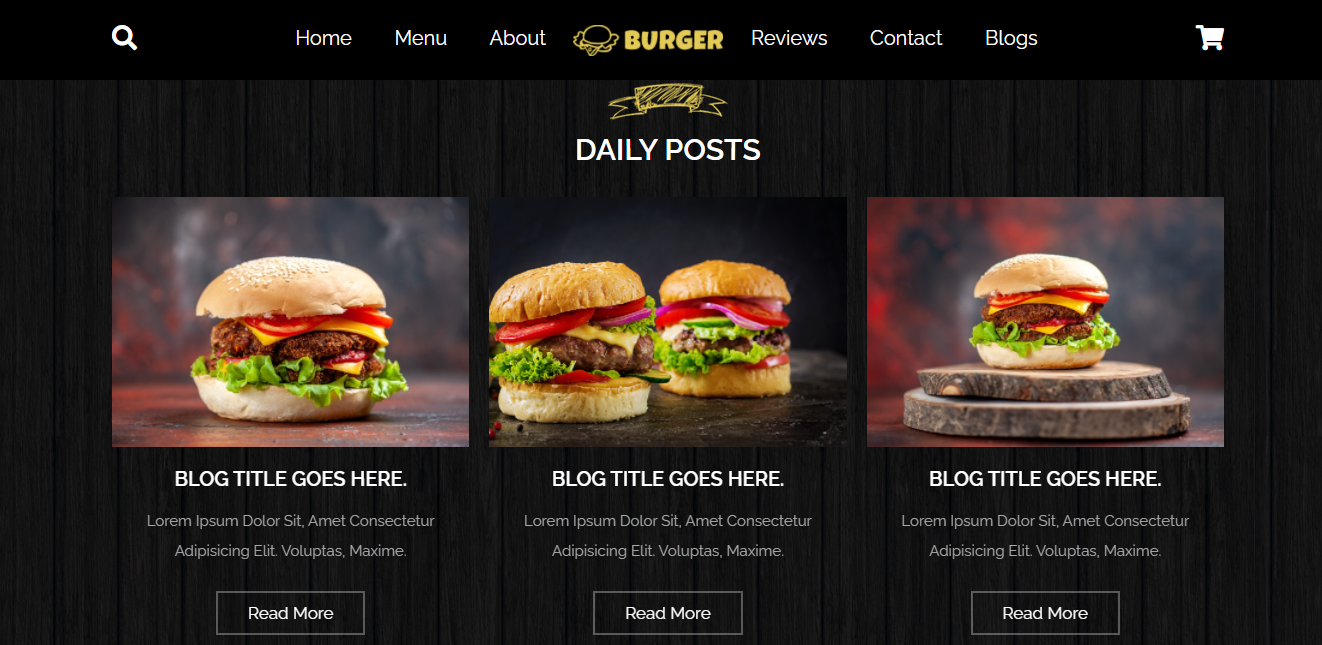 Home Menu About BURGER Reviews Contact Blogs
DAILY POSTS
BLOG TITLE GOES HERE. BLOG TITLE GOES HERE. BLOG TITLE GOES HERE.
Lorem Ipsum Dolor Sit, Amet Consectetur Lorem Ipsum Dolor Sit, Amet Consectetur Lorem Ipsum Dolor Sit, Amet Consectetur
Adipisicing Elit. Voluptas, Maxime. Adipisicing Elit. Voluptas, Maxime. Adipisicing Elit. Voluptas, Maxime.
Read More Read More Read More